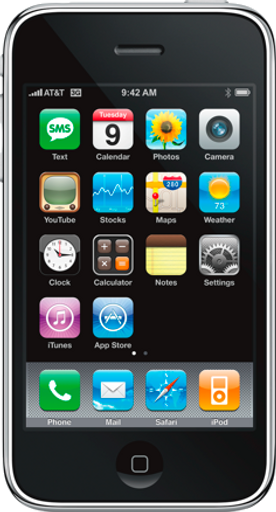 AT&T 3G 9:42 AM
SMS Tuesday 9 280 73
Text Calendar Photos Camera
YouTube Stocks Maps Weather
Clock Calculator Notes Settings
iTunes App Store
Phone Mail Safari iPod